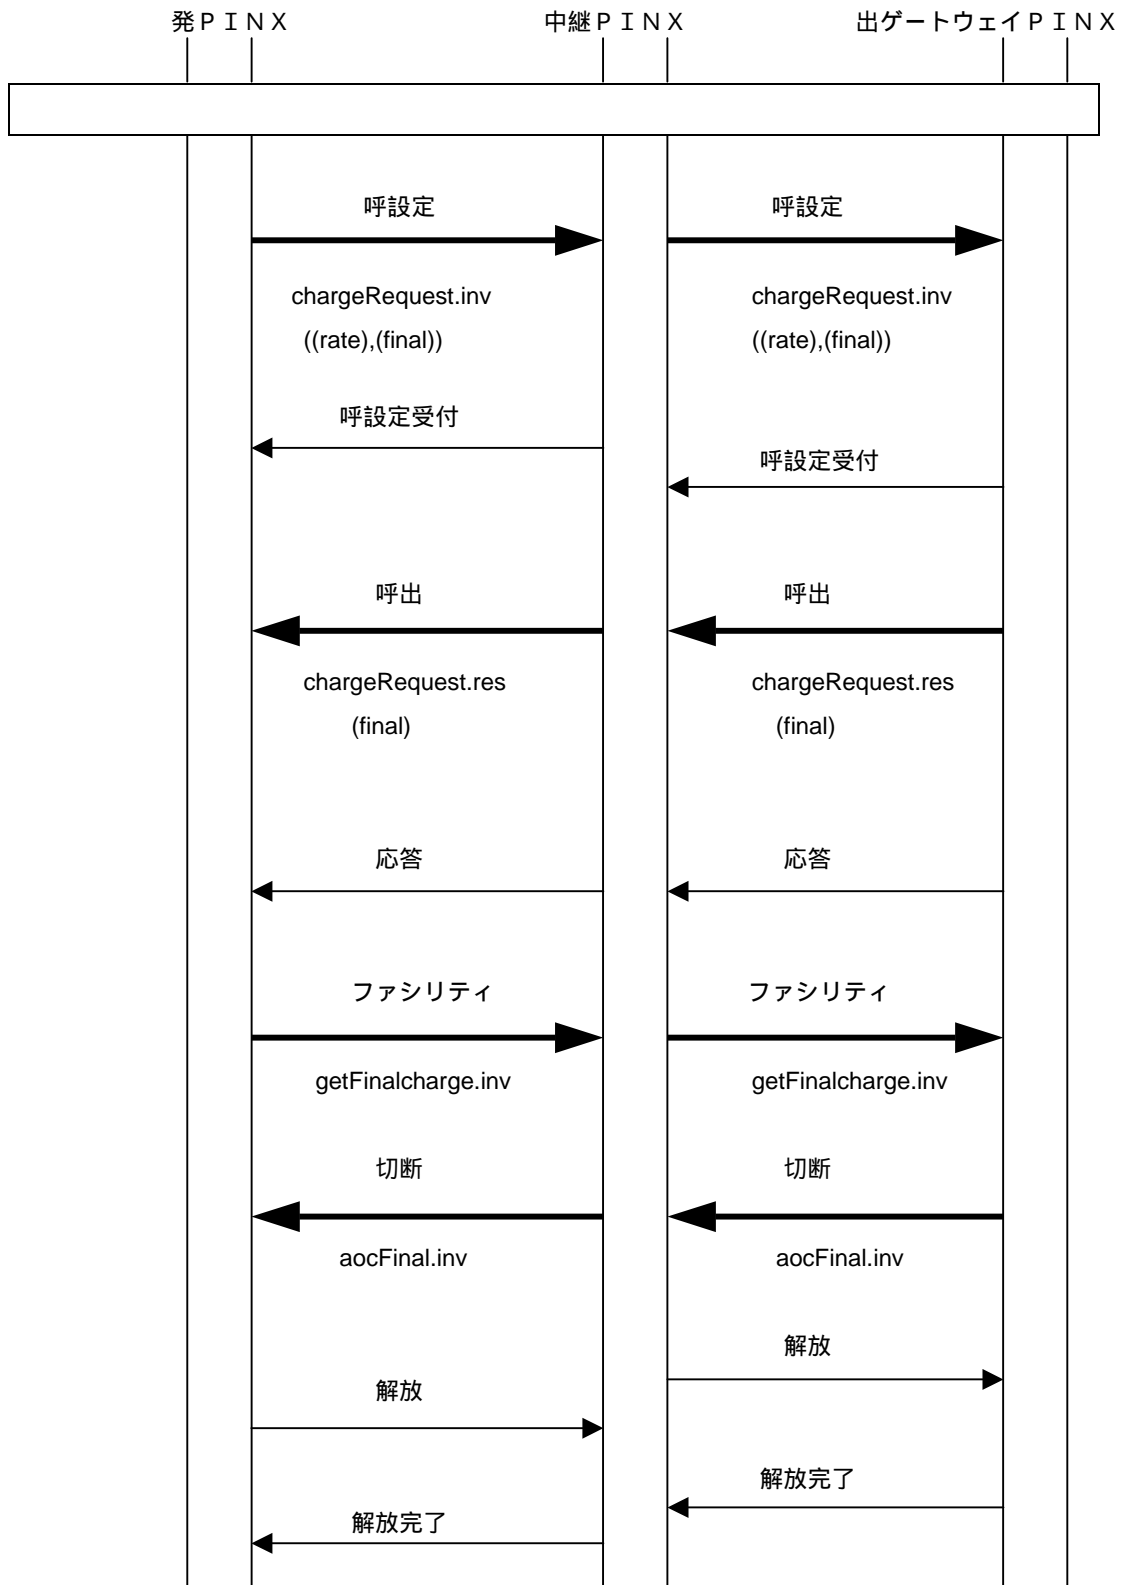 発ＰＩＮＸ
中継ＰＩＮＸ
出ゲートウェイＰＩＮＸ
呼設定
呼設定
chargeRequest.inv
chargeRequest.inv
((rate),(final))
((rate),(final))
呼設定受付
呼設定受付
呼出
呼出
chargeRequest.res
chargeRequest.res
(final)
(final)
応答
応答
ファシリティ
ファシリティ
getFinalcharge.inv
getFinalcharge.inv
切断
切断
aocFinal.inv
aocFinal.inv
解放
解放
解放完了
解放完了